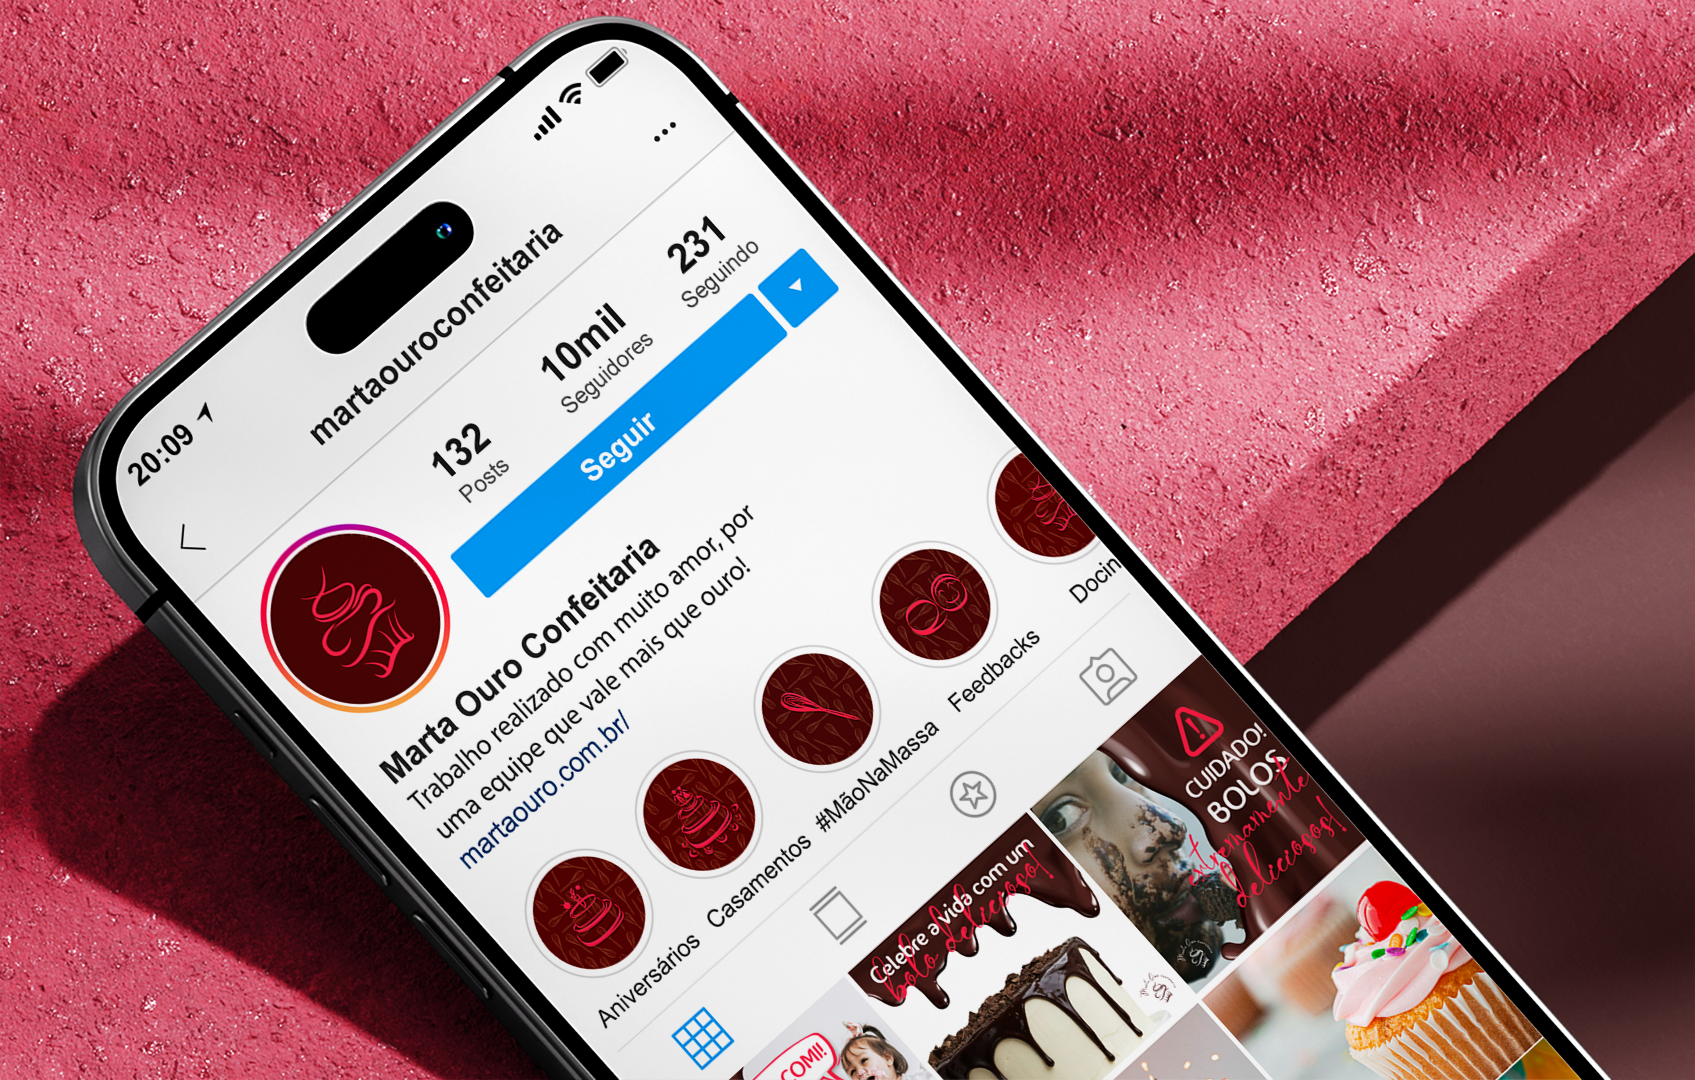 20:09
martaouroconfeitaria
132
Posts
10mil
Seguidores
231
Seguindo
Seguir
Marta Ouro Confeitaria
Trabalho realizado com muito amor, por
uma equipe que vale mais que ouro!
martaouro.com.br/
Aniversários
Casamentos
#MãoNaMassa
Feedbacks
Docin
COMI!
Celebre a vida com um
bolo delicioso!
CUIDADO!
BOLOS
extremamente
deliciosos!